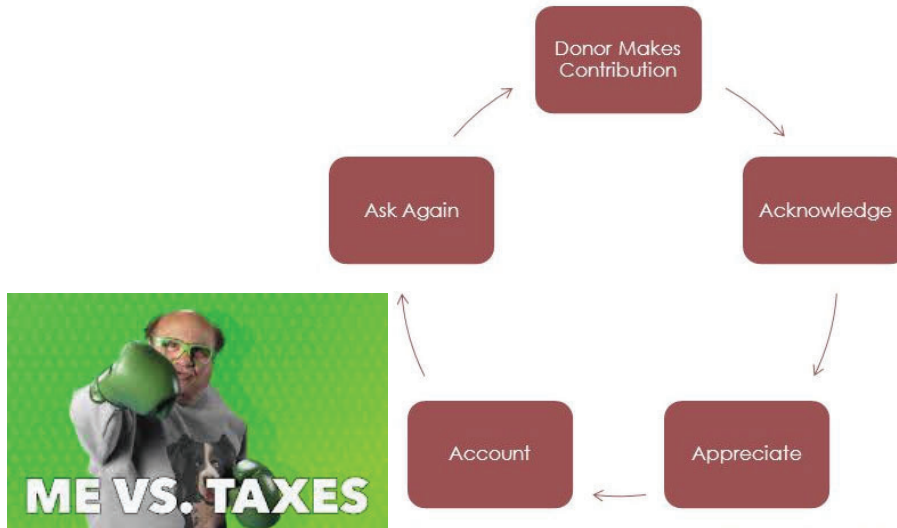 Donor Makes
Contribution
Ask Again
Acknowledge
Account
Appreciate
ME VS. TAXES